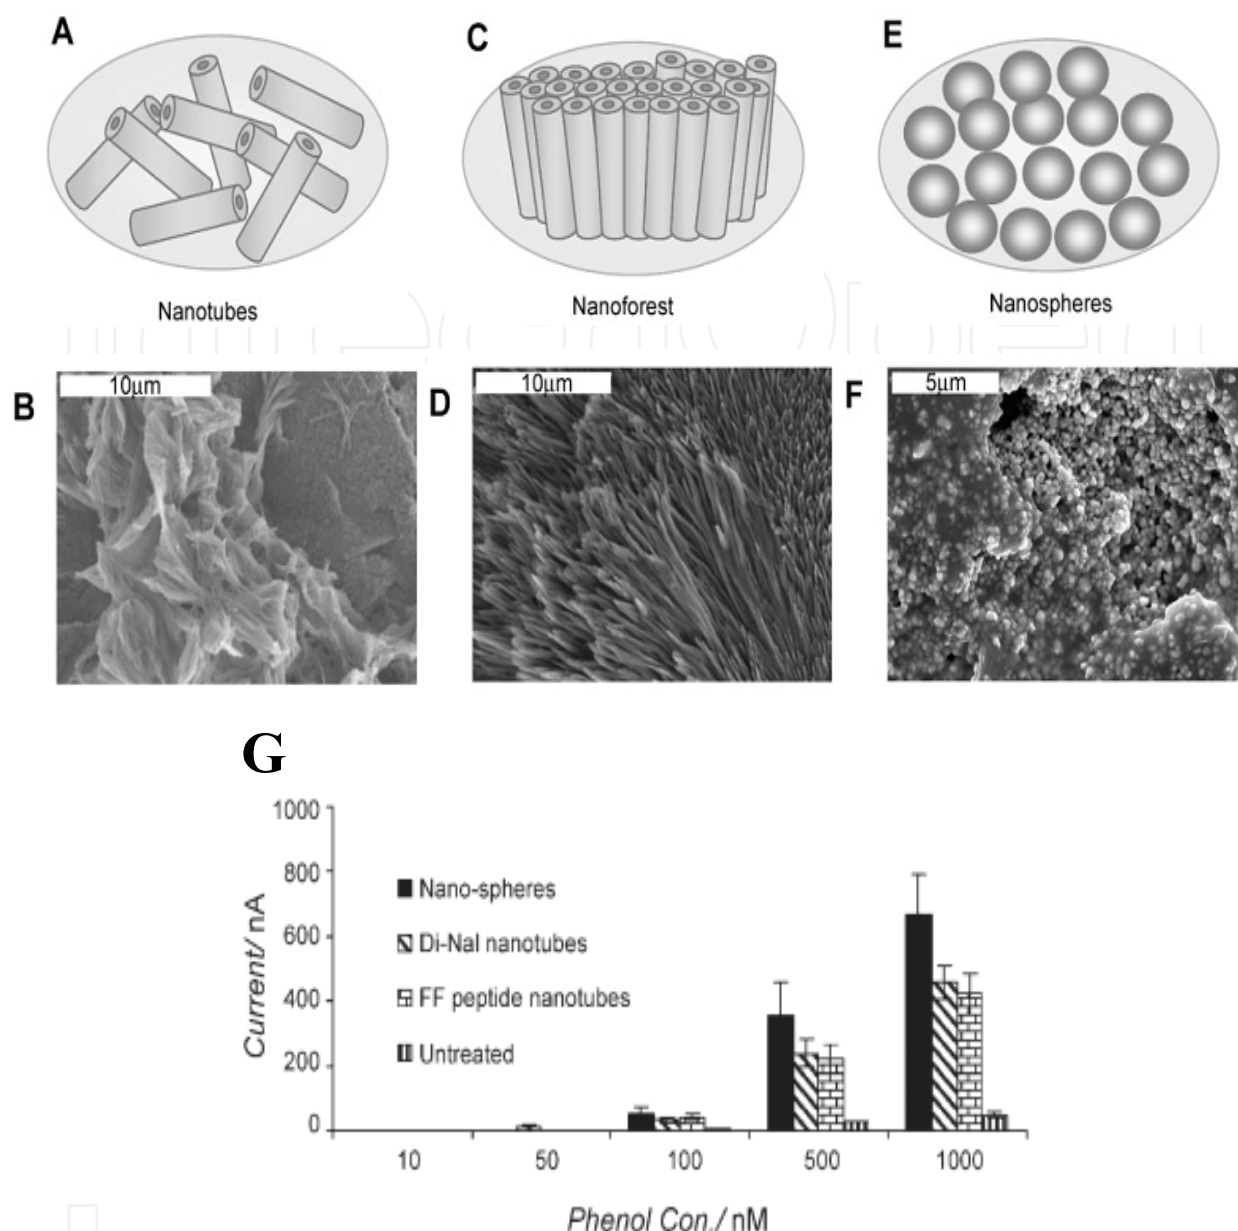 A
C
E
Nanotubes
Nanoforest
Nanospheres
B
10μm
D
10μm
F
5μm
G
1000
800
600
400
200
0
Current/ nA
Nano-spheres
Di-Nal nanotubes
FF peptide nanotubes
Untreated
10 50 100 500 1000
Phenol Con./ nM